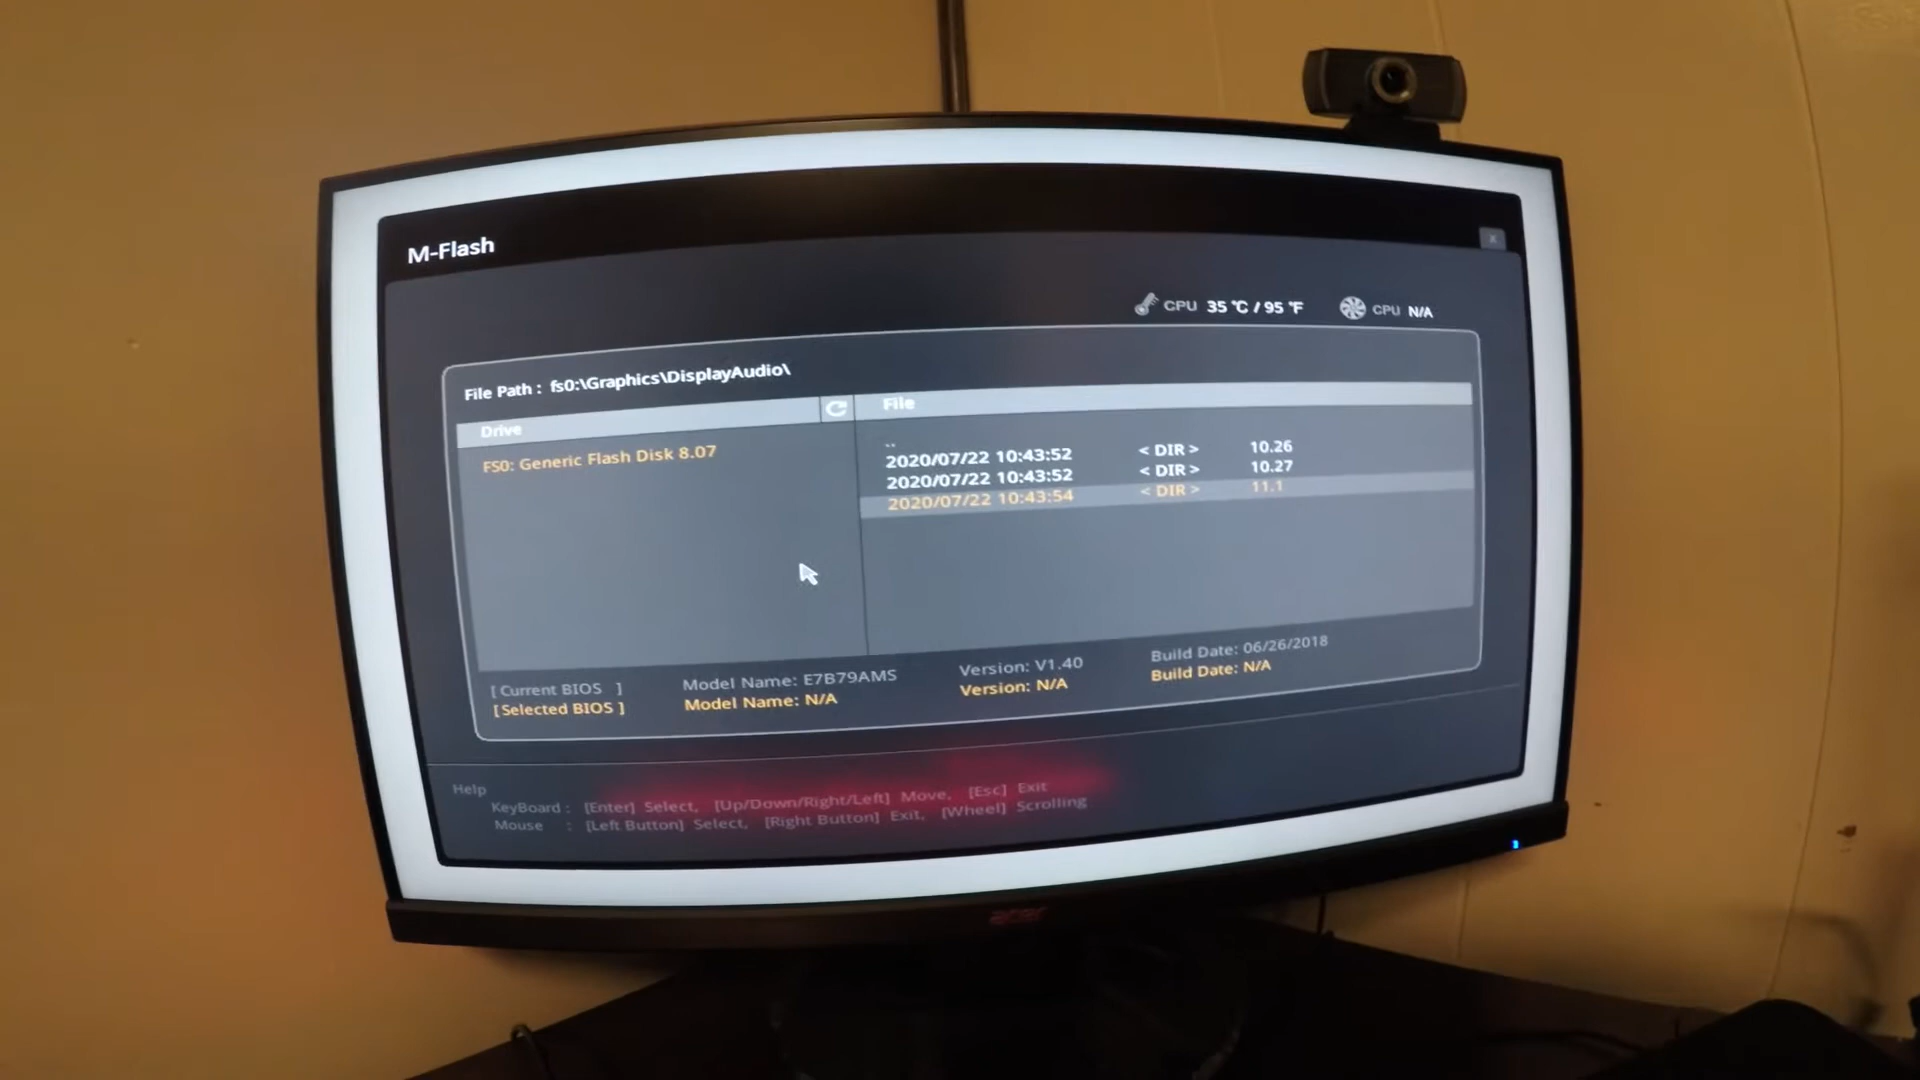 M-Flash
x
CPU 35 ℃ / 95 ℉ CPU N/A
File Path : fs0:\Graphics\DisplayAudio\
Drive File
FS0: Generic Flash Disk 8.07
..
2020/07/22 10:43:52 < DIR > 10.26
2020/07/22 10:43:52 < DIR > 10.27
2020/07/22 10:43:54 < DIR > 11.1
[ Current BIOS ] Model Name: E7B79AMS Version: V1.40 Build Date: 06/26/2018
[ Selected BIOS ] Model Name: N/A Version: N/A Build Date: N/A
Help
KeyBoard : [Enter] Select, [Up/Down/Right/Left] Move, [Esc] Exit
Mouse : [Left Button] Select, [Right Button] Exit, [Wheel] Scrolling
acer